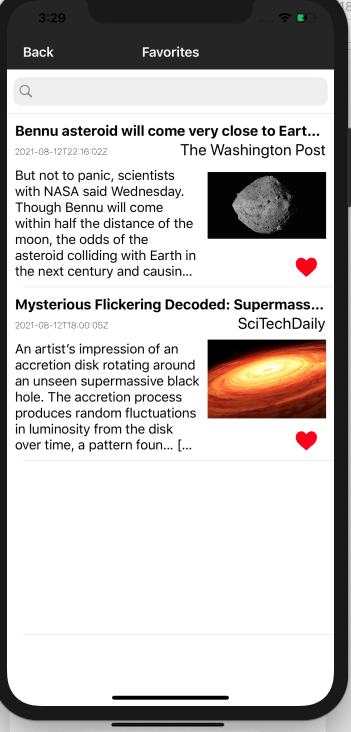 3:29
Back Favorites
Bennu asteroid will come very close to Eart...
2021-08-12T22:16:02Z The Washington Post
But not to panic, scientists
with NASA said Wednesday.
Though Bennu will come
within half the distance of the
moon, the odds of the
asteroid colliding with Earth in
the next century and causin...
Mysterious Flickering Decoded: Supermass...
2021-08-12T18:00:05Z SciTechDaily
An artist's impression of an
accretion disk rotating around
an unseen supermassive black
hole. The accretion process
produces random fluctuations
in luminosity from the disk
over time, a pattern foun... [...